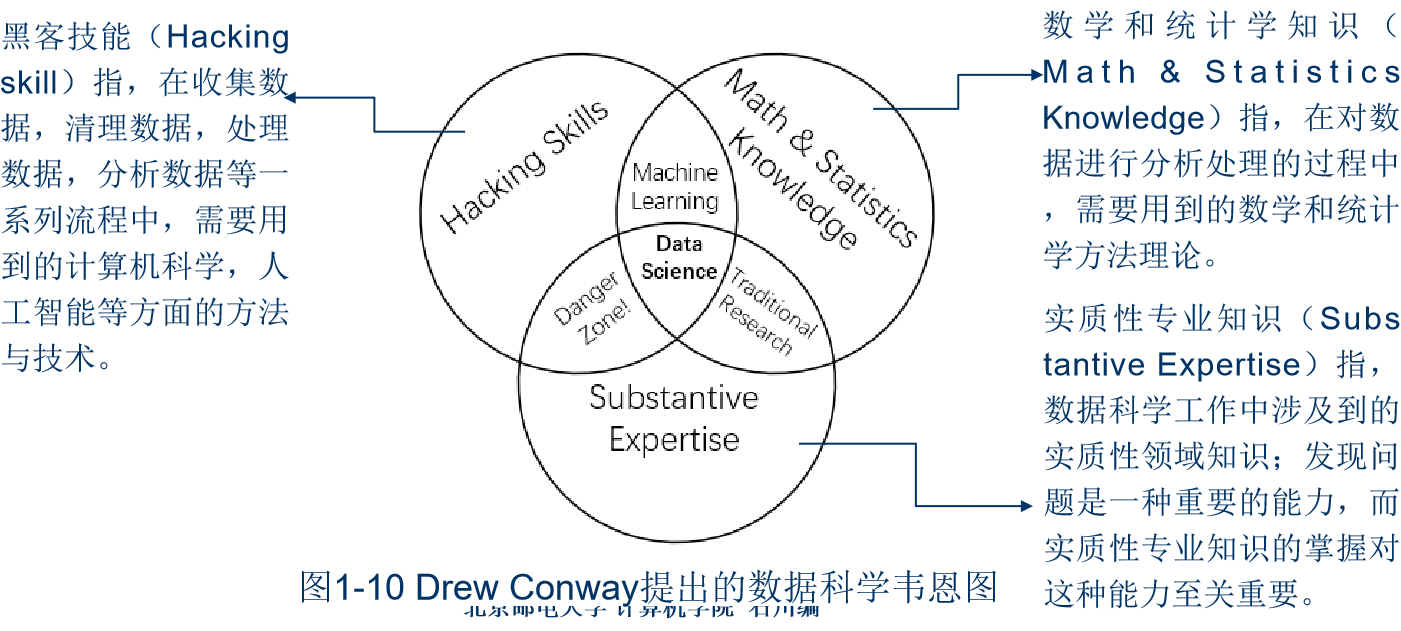 黑客技能（Hacking
skill）指，在收集数
据，清理数据，处理
数据，分析数据等一
系列流程中，需要用
到的计算机科学，人
工智能等方面的方法
与技术。
Hacking Skills
Math & Statistics
Knowledge
Machine
Learning
Data
Science
Danger
Zone!
Traditional
Research
Substantive
Expertise
数学和统计学知识（
Math & Statistics
Knowledge）指，在对数
据进行分析处理的过程中
，需要用到的数学和统计
学方法理论。
实质性专业知识（Subs
tantive Expertise）指，
数据科学工作中涉及到的
实质性领域知识；发现问
题是一种重要的能力，而
实质性专业知识的掌握对
这种能力至关重要。
图1-10 Drew Conway提出的数据科学韦恩图
北京邮电大学 计算机学院 石川编